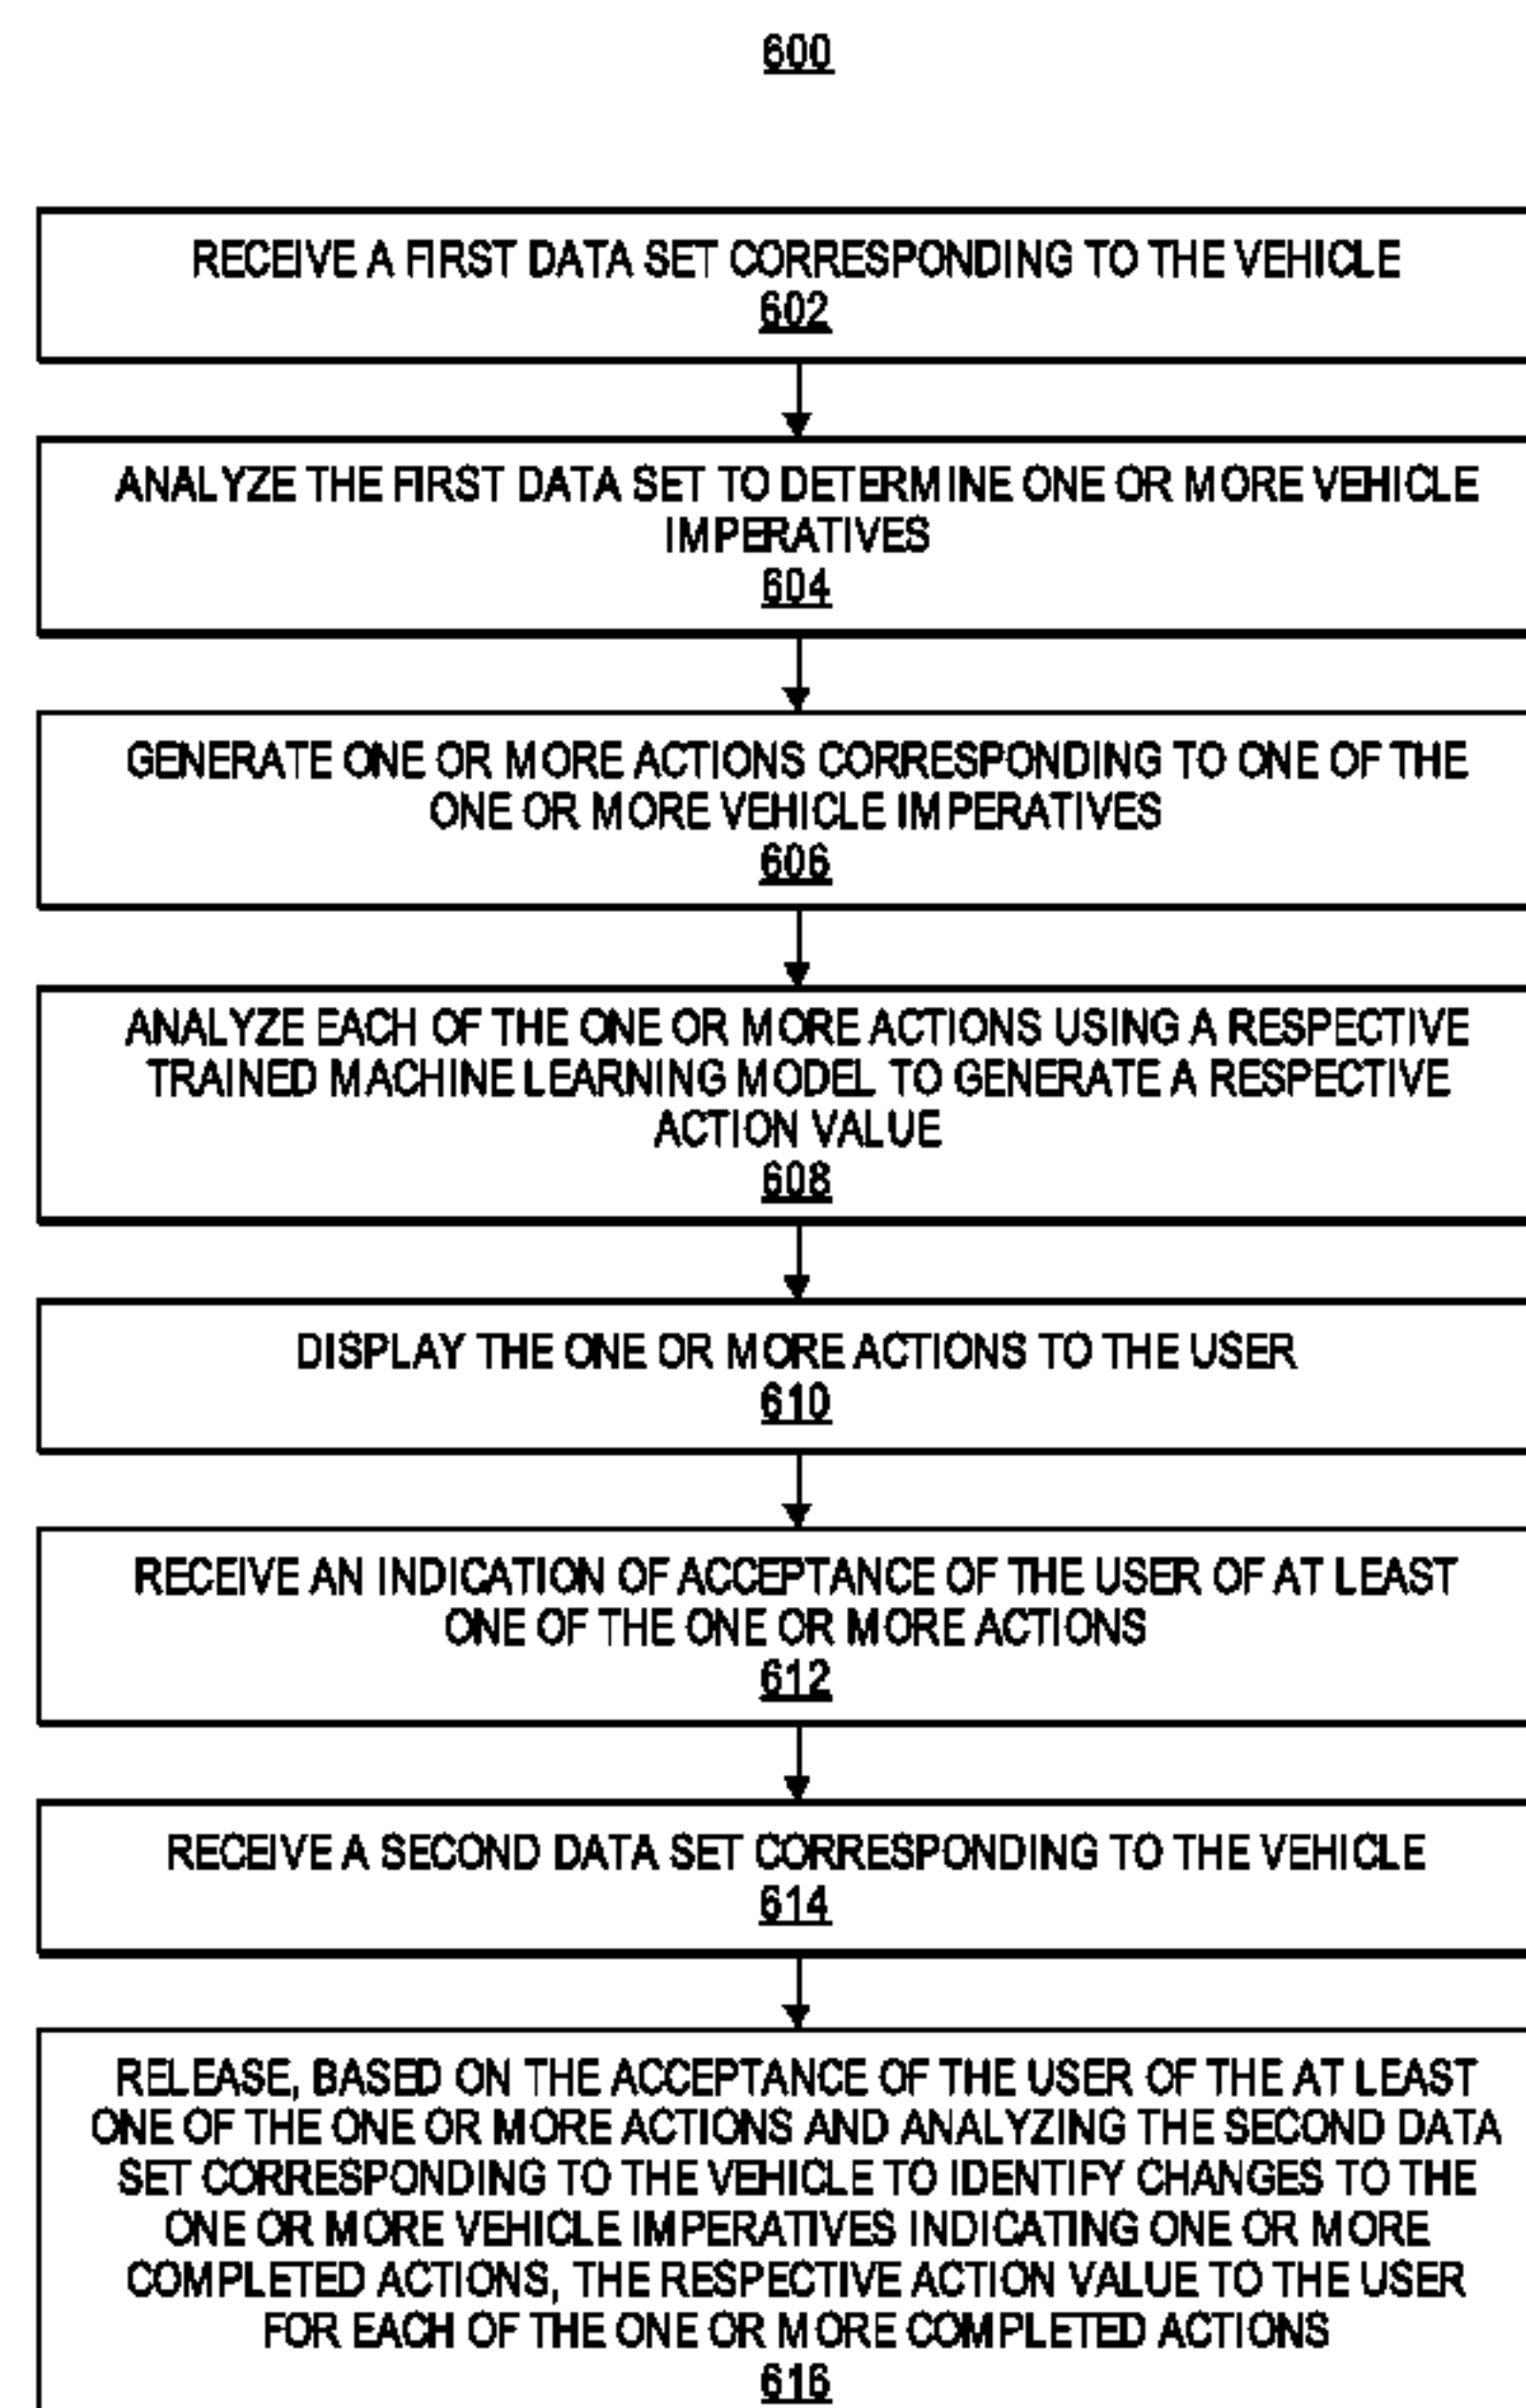 600
RECEIVE A FIRST DATA SET CORRESPONDING TO THE VEHICLE
602
ANALYZE THE FIRST DATA SET TO DETERMINE ONE OR MORE VEHICLE
IMPERATIVES
604
GENERATE ONE OR MORE ACTIONS CORRESPONDING TO ONE OF THE
ONE OR MORE VEHICLE IMPERATIVES
606
ANALYZE EACH OF THE ONE OR MORE ACTIONS USING A RESPECTIVE
TRAINED MACHINE LEARNING MODEL TO GENERATE A RESPECTIVE
ACTION VALUE
608
DISPLAY THE ONE OR MORE ACTIONS TO THE USER
610
RECEIVE AN INDICATION OF ACCEPTANCE OF THE USER OF AT LEAST
ONE OF THE ONE OR MORE ACTIONS
612
RECEIVE A SECOND DATA SET CORRESPONDING TO THE VEHICLE
614
RELEASE, BASED ON THE ACCEPTANCE OF THE USER OF THE AT LEAST
ONE OF THE ONE OR MORE ACTIONS AND ANALYZING THE SECOND DATA
SET CORRESPONDING TO THE VEHICLE TO IDENTIFY CHANGES TO THE
ONE OR MORE VEHICLE IMPERATIVES INDICATING ONE OR MORE
COMPLETED ACTIONS, THE RESPECTIVE ACTION VALUE TO THE USER
FOR EACH OF THE ONE OR MORE COMPLETED ACTIONS
616